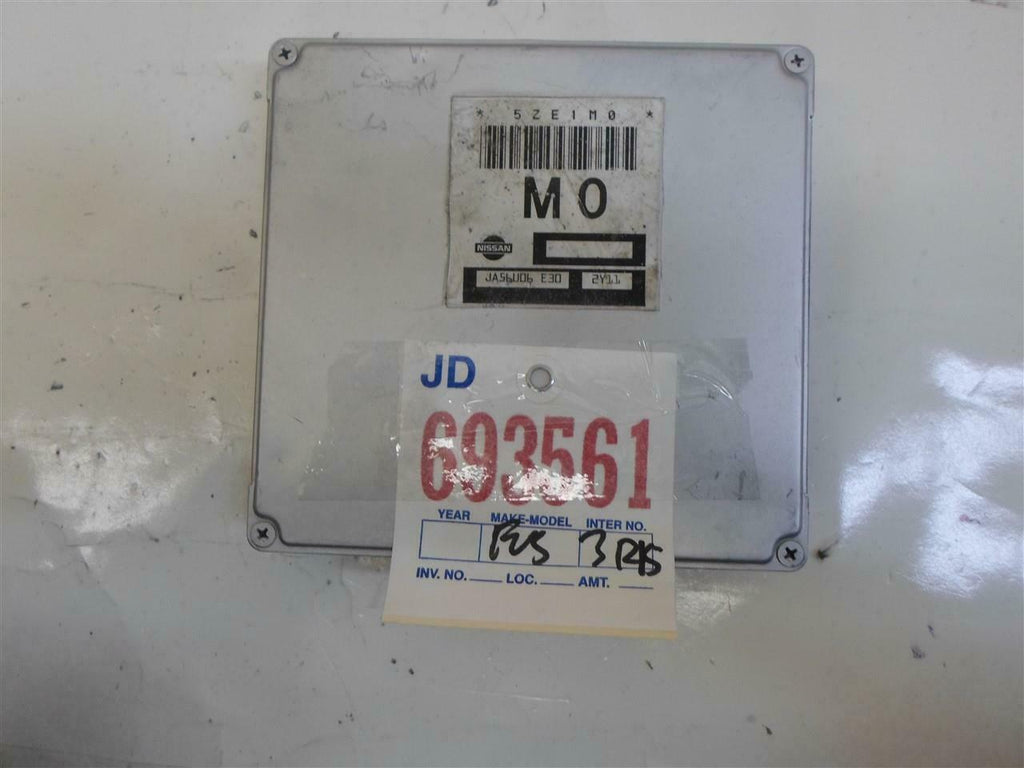 * 5ZE1M0 *
M0
NISSAN
JA56U06 E30 2Y11
JD
693561
YEAR MAKE-MODEL INTER NO.
INV. NO. LOC. AMT.